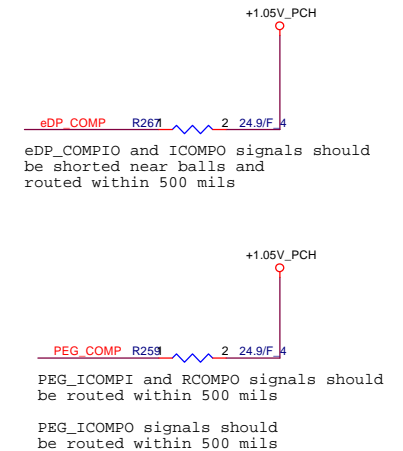 +1.05V_PCH
eDP_COMP R267 1 2 24.9/F_4
eDP_COMPIO and ICOMPO signals should
be shorted near balls and
routed within 500 mils
+1.05V_PCH
PEG_COMP R259 1 2 24.9/F_4
PEG_ICOMPI and RCOMPO signals should
be routed within 500 mils
PEG_ICOMPO signals should
be routed within 500 mils